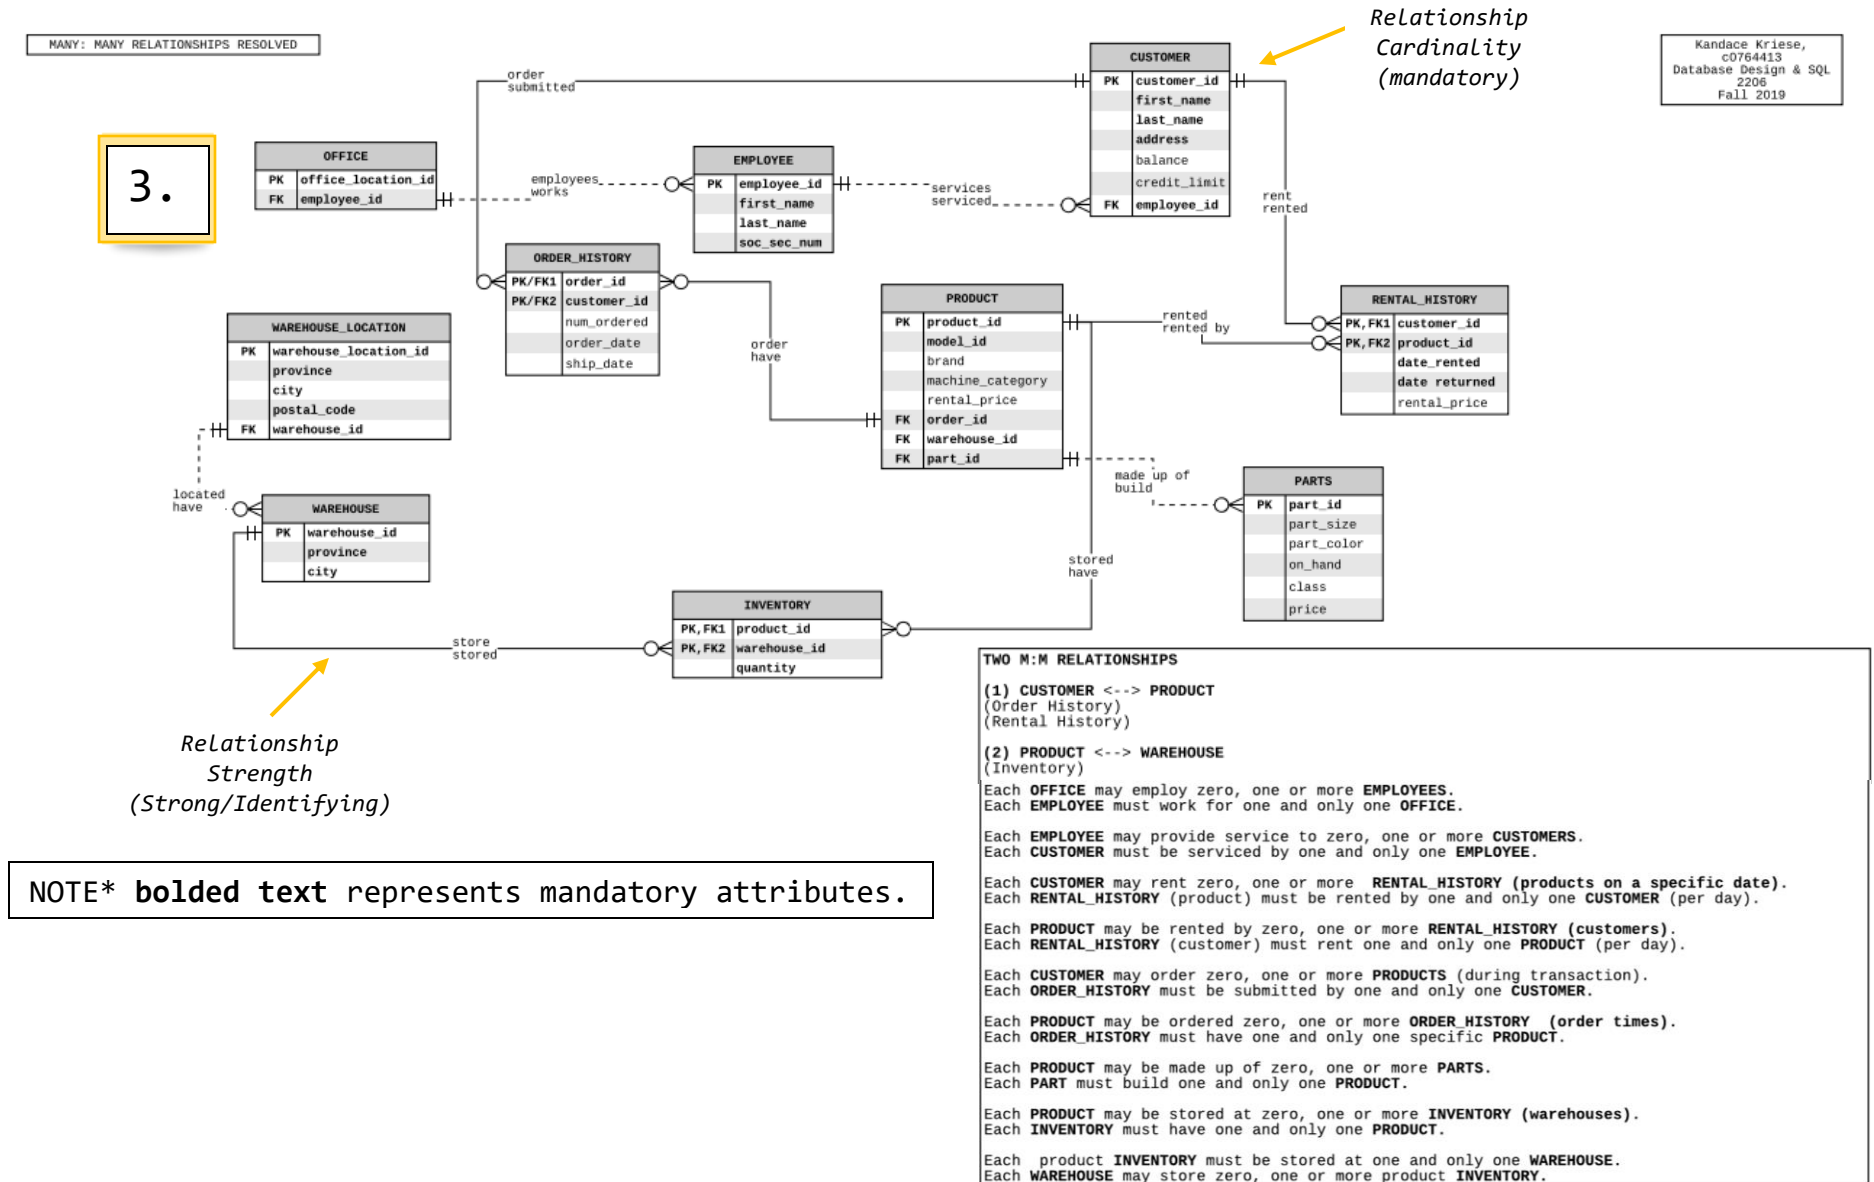 MANY: MANY RELATIONSHIPS RESOLVED
Relationship
Cardinality
(mandatory)
Kandace Kriese,
c0764413
Database Design & SQL
2206
Fall 2019
3.
order
submitted
CUSTOMER
PK customer_id
first_name
last_name
address
balance
credit_limit
FK employee_id
OFFICE
PK office_location_id
FK employee_id
employees
works
EMPLOYEE
PK employee_id
first_name
last_name
soc_sec_num
services
serviced
rent
rented
ORDER_HISTORY
PK/FK1 order_id
PK/FK2 customer_id
num_ordered
order_date
ship_date
order
have
PRODUCT
PK product_id
model_id
brand
machine_category
rental_price
FK order_id
FK warehouse_id
FK part_id
rented
rented by
RENTAL_HISTORY
PK,FK1 customer_id
PK,FK2 product_id
date_rented
date returned
rental_price
WAREHOUSE_LOCATION
PK warehouse_location_id
province
city
postal_code
FK warehouse_id
located
have
WAREHOUSE
PK warehouse_id
province
city
made up of
build
PARTS
PK part_id
part_size
part_color
on_hand
class
price
stored
have
INVENTORY
PK,FK1 product_id
PK,FK2 warehouse_id
quantity
store
stored
Relationship
Strength
(Strong/Identifying)
NOTE* bolded text represents mandatory attributes.
TWO M:M RELATIONSHIPS
(1) CUSTOMER <--> PRODUCT
(Order History)
(Rental History)
(2) PRODUCT <--> WAREHOUSE
(Inventory)
Each OFFICE may employ zero, one or more EMPLOYEES.
Each EMPLOYEE must work for one and only one OFFICE.
Each EMPLOYEE may provide service to zero, one or more CUSTOMERS.
Each CUSTOMER must be serviced by one and only one EMPLOYEE.
Each CUSTOMER may rent zero, one or more RENTAL_HISTORY (products on a specific date).
Each RENTAL_HISTORY (product) must be rented by one and only one CUSTOMER (per day).
Each PRODUCT may be rented by zero, one or more RENTAL_HISTORY (customers).
Each RENTAL_HISTORY (customer) must rent one and only one PRODUCT (per day).
Each CUSTOMER may order zero, one or more PRODUCTS (during transaction).
Each ORDER_HISTORY must be submitted by one and only one CUSTOMER.
Each PRODUCT may be ordered zero, one or more ORDER_HISTORY (order times).
Each ORDER_HISTORY must have one and only one specific PRODUCT.
Each PRODUCT may be made up of zero, one or more PARTS.
Each PART must build one and only one PRODUCT.
Each PRODUCT may be stored at zero, one or more INVENTORY (warehouses).
Each INVENTORY must have one and only one PRODUCT.
Each product INVENTORY must be stored at one and only one WAREHOUSE.
Each WAREHOUSE may store zero, one or more product INVENTORY.